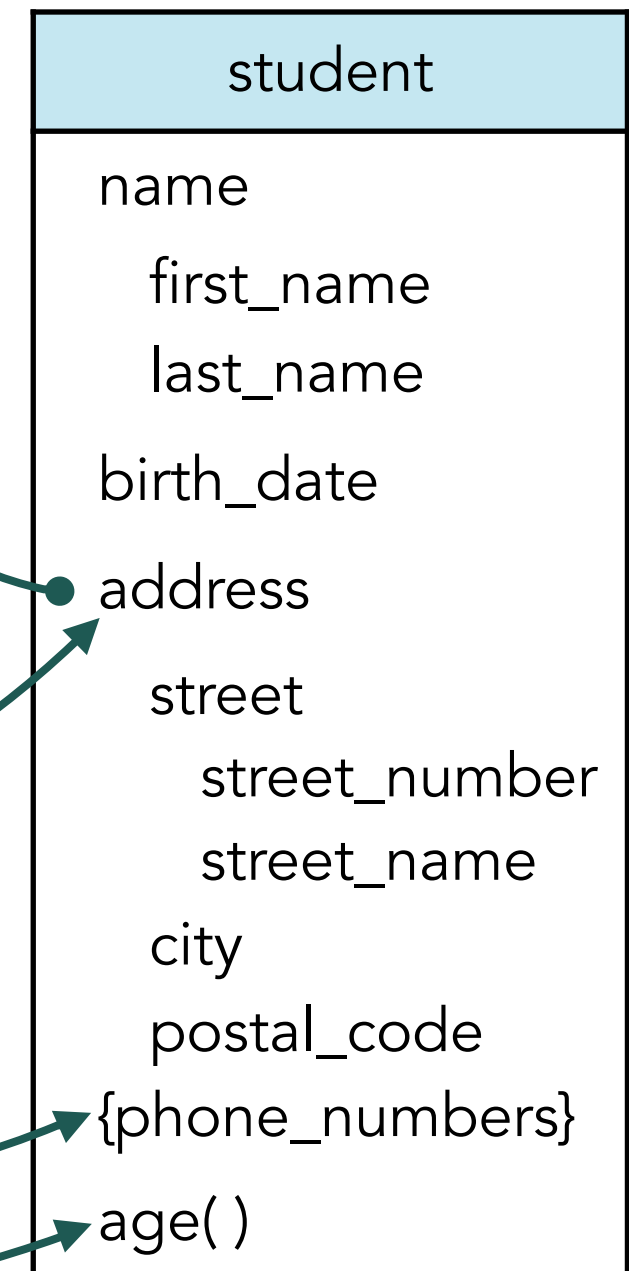 student
name
first_name
last_name
birth_date
address
street
street_number
street_name
city
postal_code
{phone_numbers}
age( )